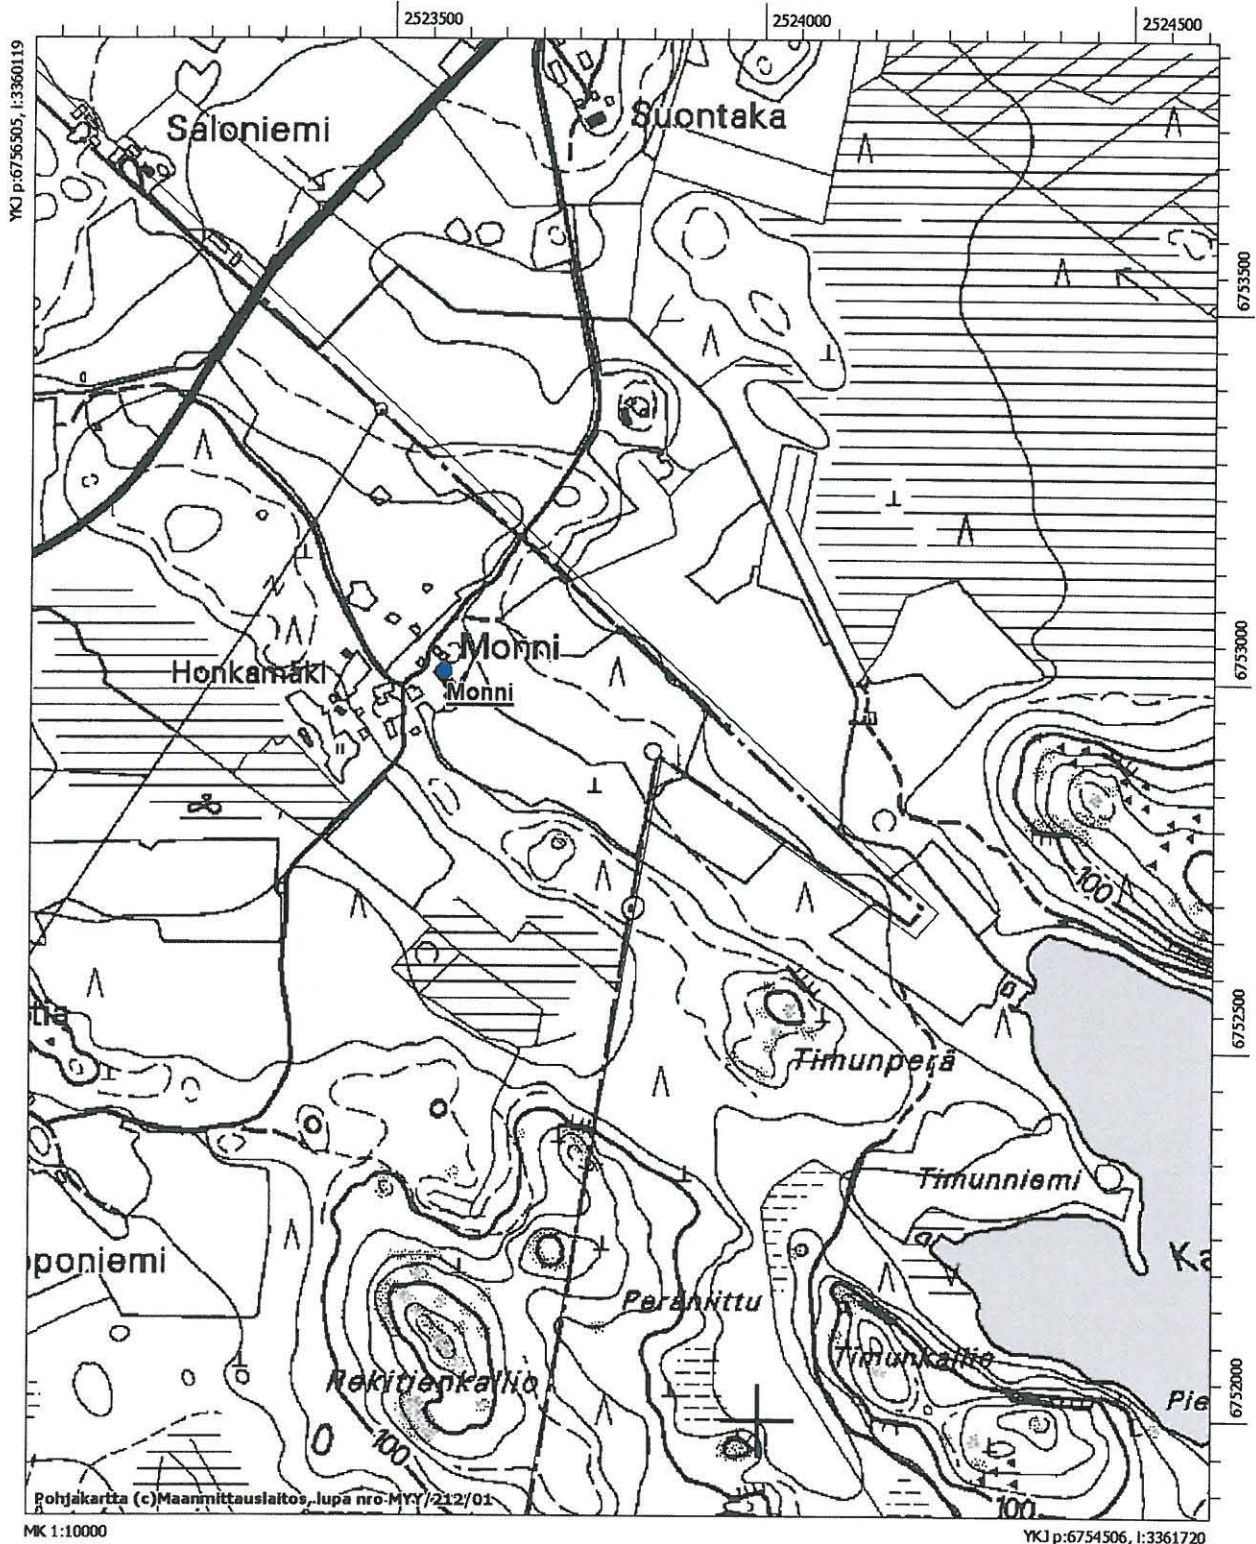 2523500
2524000
2524500
YKJ p:6756505, l:3360119
Saloniemi
Suontaka
6753500
Monni
Honkamäki
Monni
6753000
100
6752500
Timunperä
Timunniemi
poniemi
Ka
Peräniittu
Timunkallio
Rekitienkallio
Pie
6752000
100
100
Pohjakartta (c)Maanmittauslaitos, lupa nro MYY/212/01
MK 1:10000
YKJ p:6754506, l:3361720